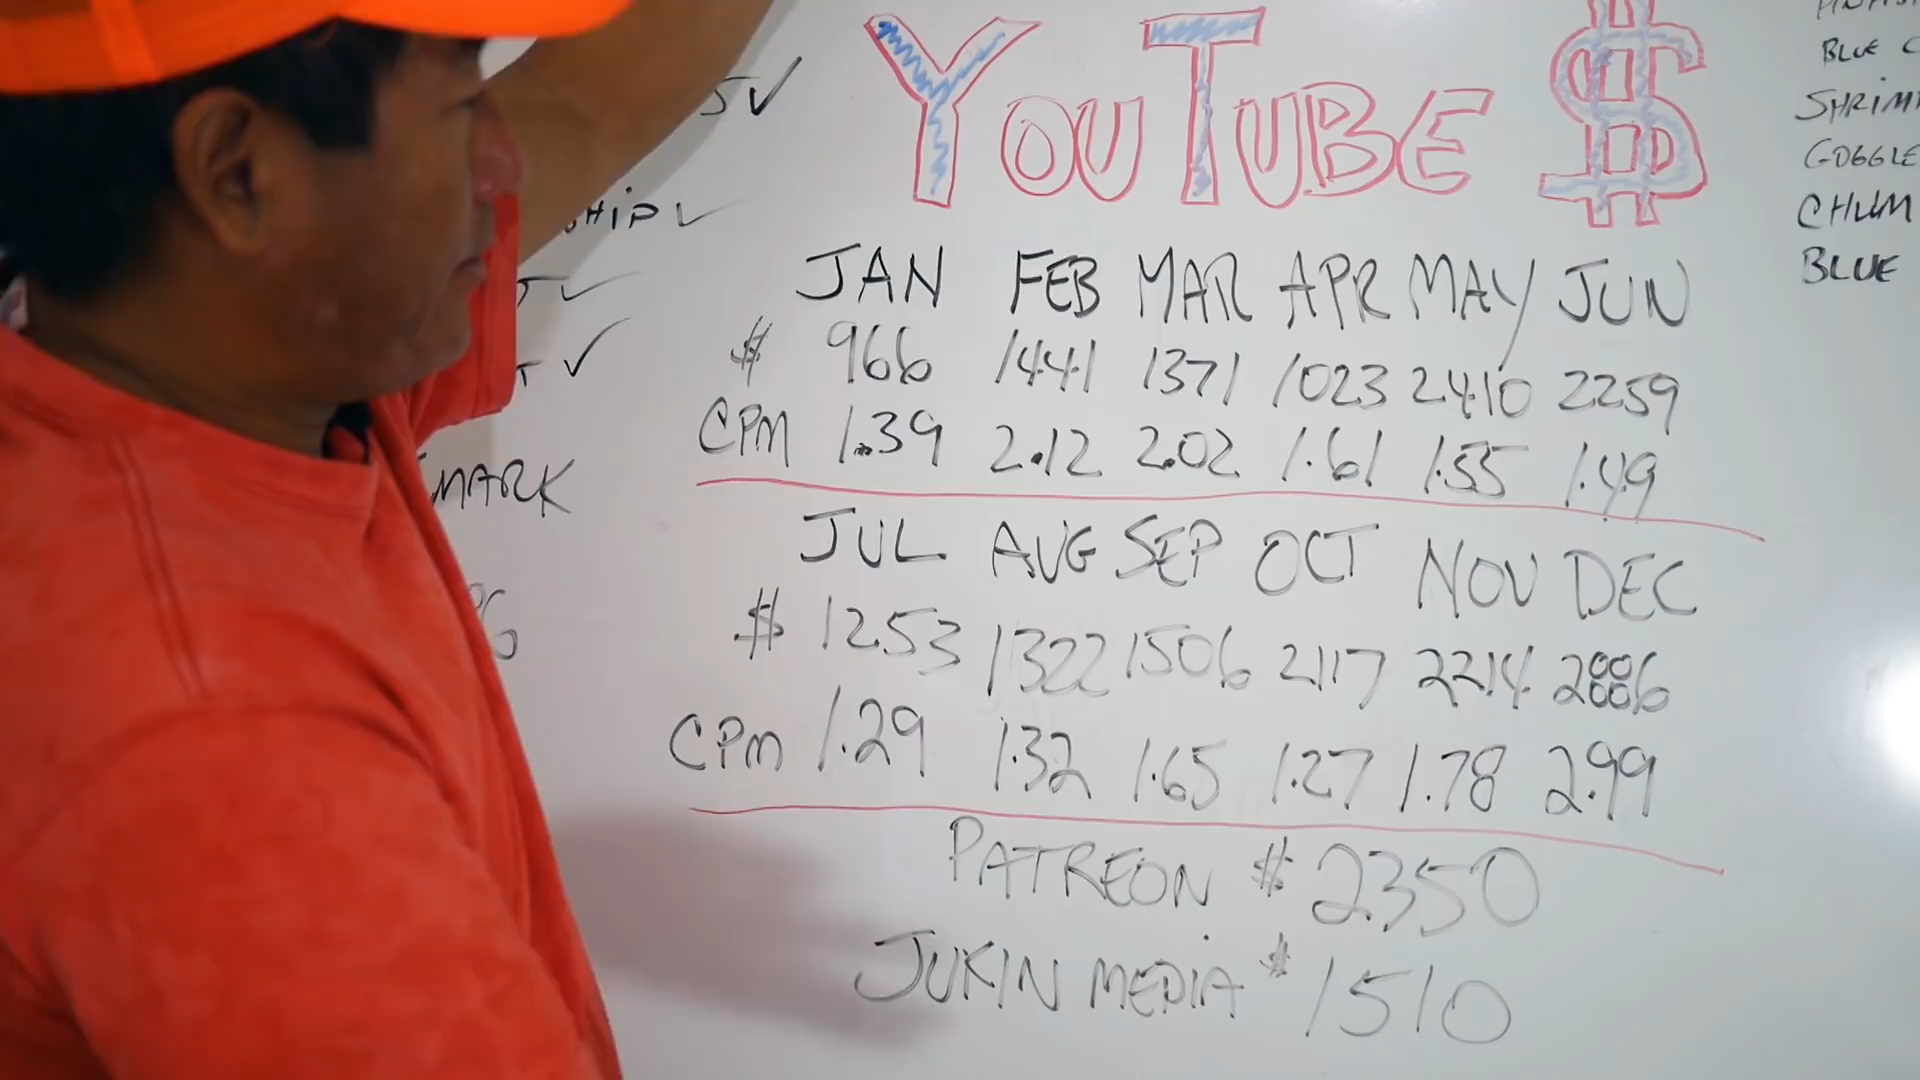 YOUTUBE $
JAN FEB MAR APR MAY JUN
$ 966 1441 1371 1023 2410 2259
CPM 1.39 2.12 2.02 1.61 1.55 1.49
JUL AUG SEP OCT NOV DEC
$ 1253 1322 1506 2117 2214 2886
CPM 1.29 1.32 1.65 1.27 1.78 2.99
PATREON $ 2350
JUKIN MEDIA $ 1510
HIP ✓
MARK
BLUE C
SHRIM
GOGGLE
CHUM
BLUE